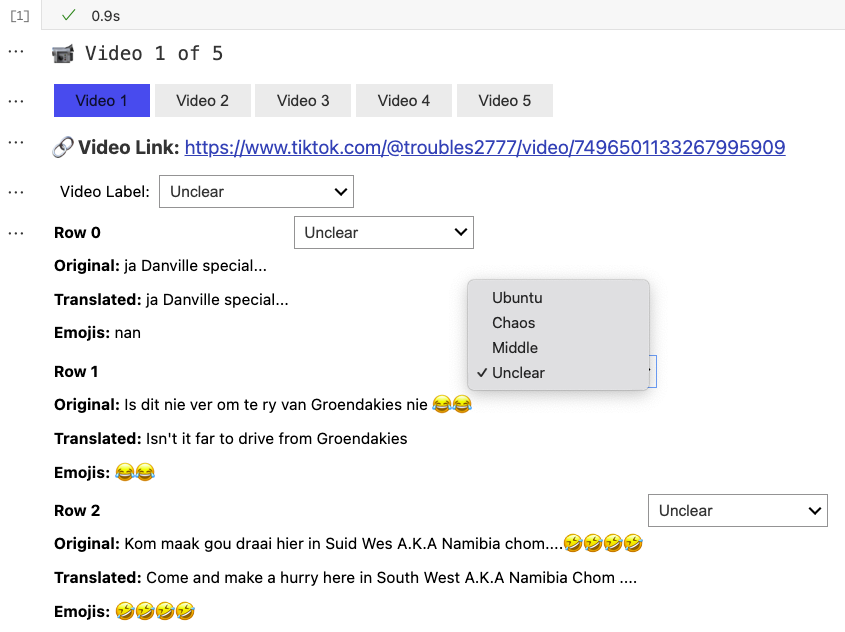 [1] ✓ 0.9s
... 📹 Video 1 of 5
... Video 1 Video 2 Video 3 Video 4 Video 5
... 🔗 Video Link: https://www.tiktok.com/@troubles2777/video/7496501133267995909
... Video Label: Unclear
... Row 0 Unclear
Original: ja Danville special...
Translated: ja Danville special...
Emojis: nan
Ubuntu
Chaos
Middle
✓ Unclear
Row 1
Original: Is dit nie ver om te ry van Groendakies nie 😂😂
Translated: Isn't it far to drive from Groendakies
Emojis: 😂😂
Row 2 Unclear
Original: Kom maak gou draai hier in Suid Wes A.K.A Namibia chom....🤣🤣🤣🤣
Translated: Come and make a hurry here in South West A.K.A Namibia Chom ....
Emojis: 🤣🤣🤣🤣